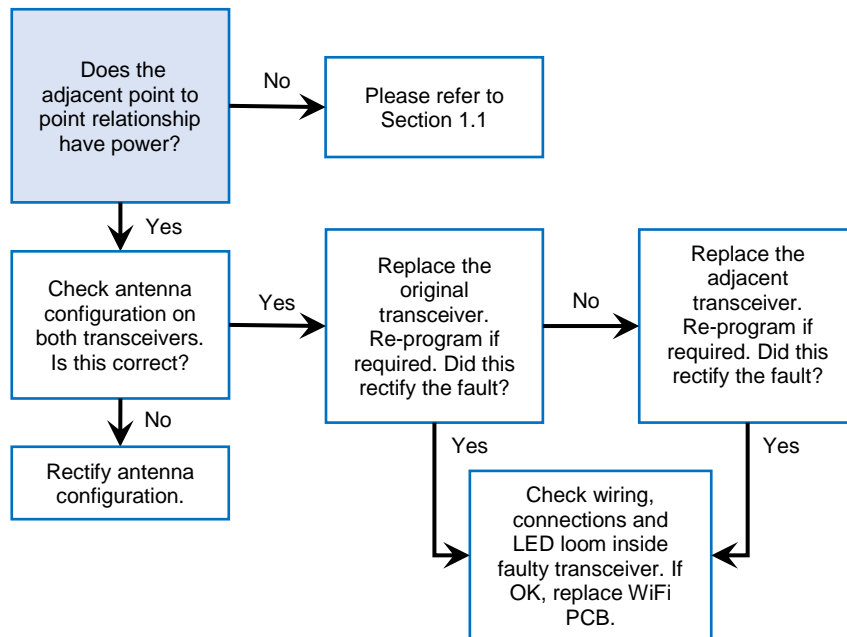 Does the
adjacent point to
point relationship
have power?
No
Please refer to
Section 1.1
Yes
Check antenna
configuration on
both transceivers.
Is this correct?
Yes
Replace the
original
transceiver.
Re-program if
required. Did this
rectify the fault?
No
Replace the
adjacent
transceiver.
Re-program if
required. Did this
rectify the fault?
No
Rectify antenna
configuration.
Yes
Yes
Check wiring,
connections and
LED loom inside
faulty transceiver. If
OK, replace WiFi
PCB.